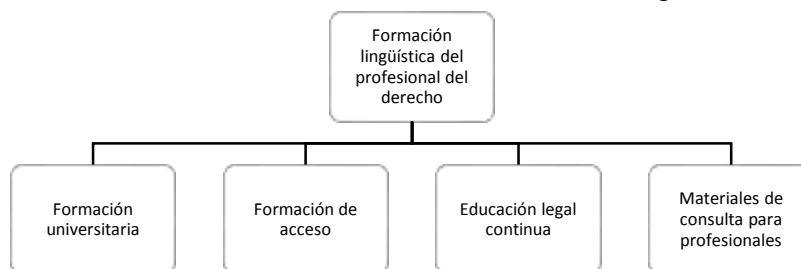 Formación
lingüística del
profesional del
derecho
Formación
universitaria
Formación de
acceso
Educación legal
continua
Materiales de
consulta para
profesionales